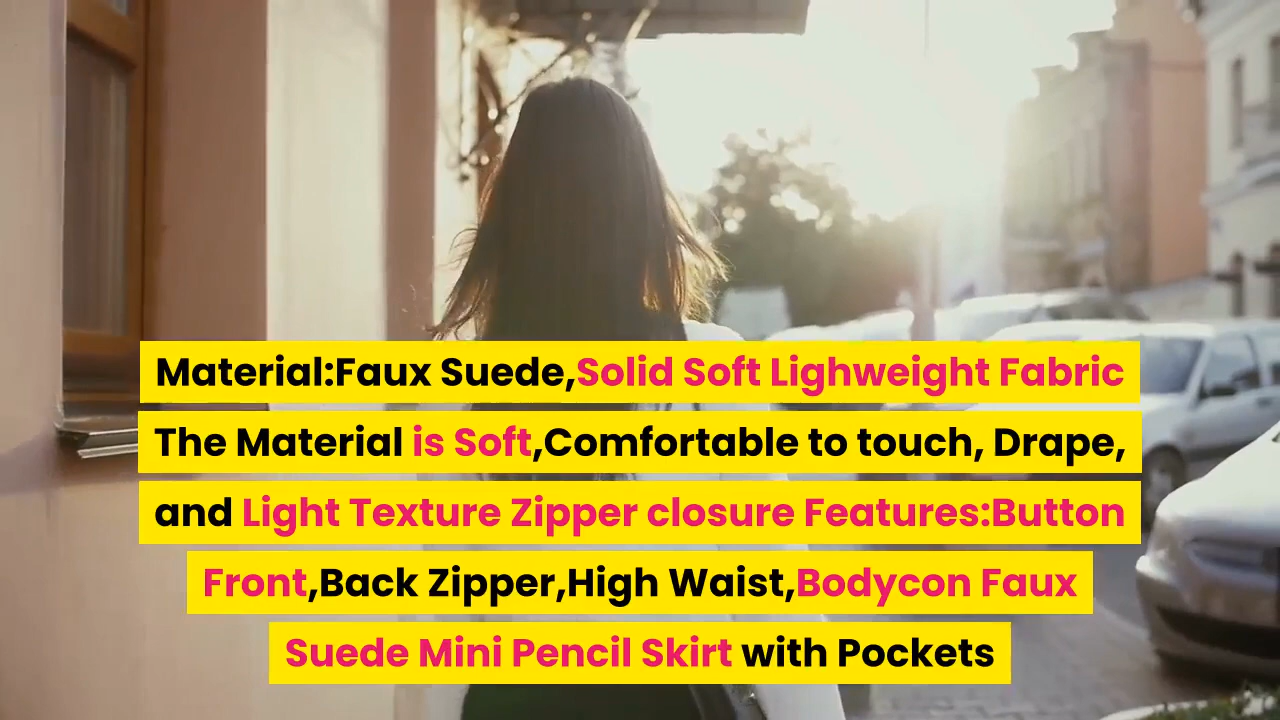 Material:Faux Suede,Solid Soft Lighweight Fabric
The Material is Soft,Comfortable to touch, Drape,
and Light Texture Zipper closure Features:Button
Front,Back Zipper,High Waist,Bodycon Faux
Suede Mini Pencil Skirt with Pockets